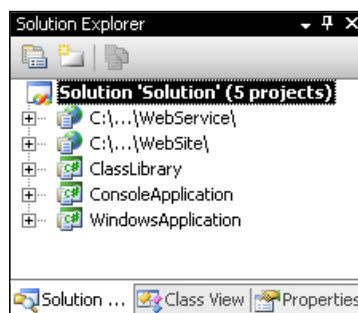 Solution Explorer
Solution 'Solution' (5 projects)
C:\...\WebService\
C:\...\WebSite\
ClassLibrary
ConsoleApplication
WindowsApplication
Solution ... Class View Properties